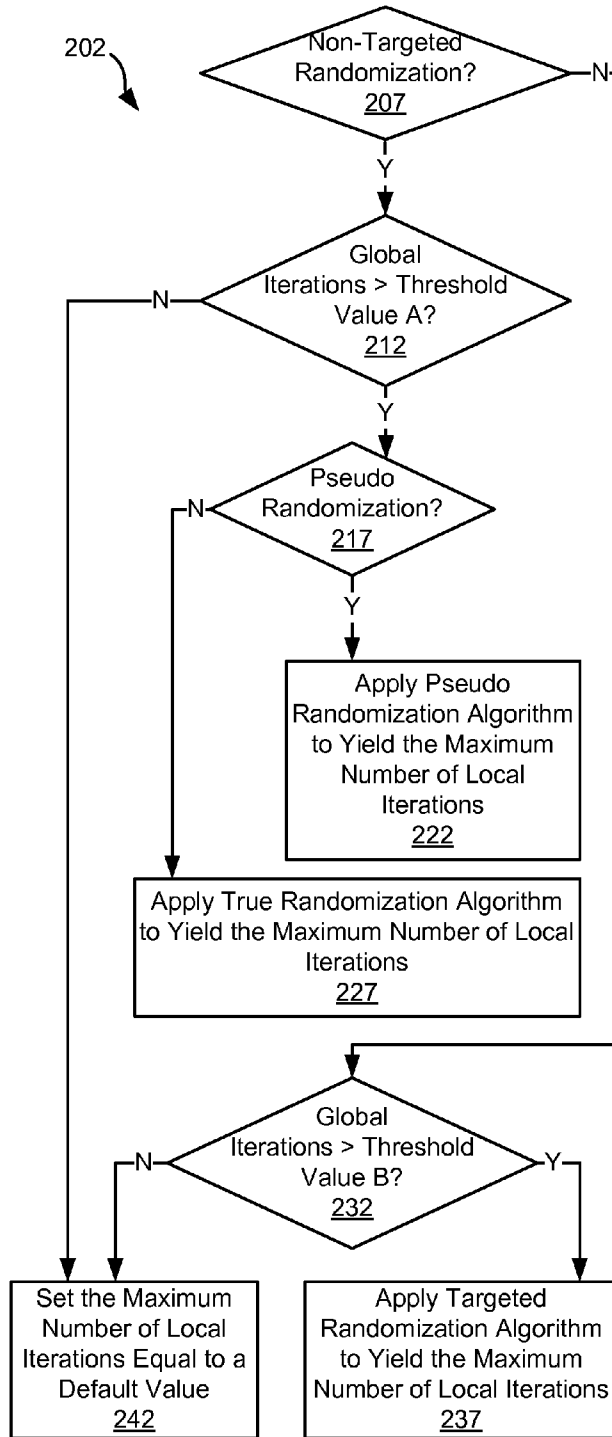 202
Non-Targeted
Randomization?
207
N
Y
Global
Iterations > Threshold
Value A?
212
N
Y
Pseudo
Randomization?
217
N
Y
Apply Pseudo
Randomization Algorithm
to Yield the Maximum
Number of Local
Iterations
222
Apply True Randomization Algorithm
to Yield the Maximum Number of Local
Iterations
227
Global
Iterations > Threshold
Value B?
232
N
Y
Set the Maximum
Number of Local
Iterations Equal to a
Default Value
242
Apply Targeted
Randomization Algorithm
to Yield the Maximum
Number of Local Iterations
237